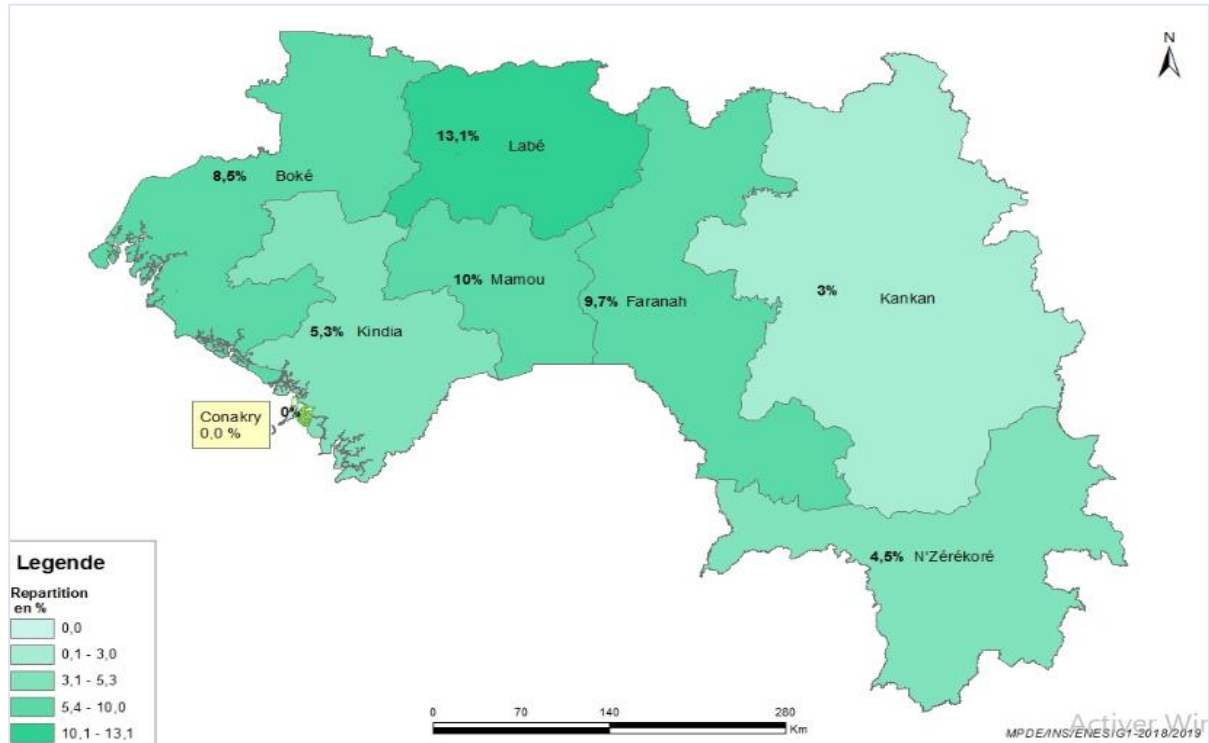 N
13,1%
Labé
8,5% Boké
10% Mamou
9,7% Faranah
3%
Kankan
5,3% Kindia
0%
Conakry
0,0 %
4,5% N'Zérékoré
Legende
Repartition
en %
0,0
0,1 - 3,0
3,1 - 5,3
5,4 - 10,0
10,1 - 13,1
0 70 140 280
Km
Activer Wir
MPDE/INS/ENESIG1-2018/2019